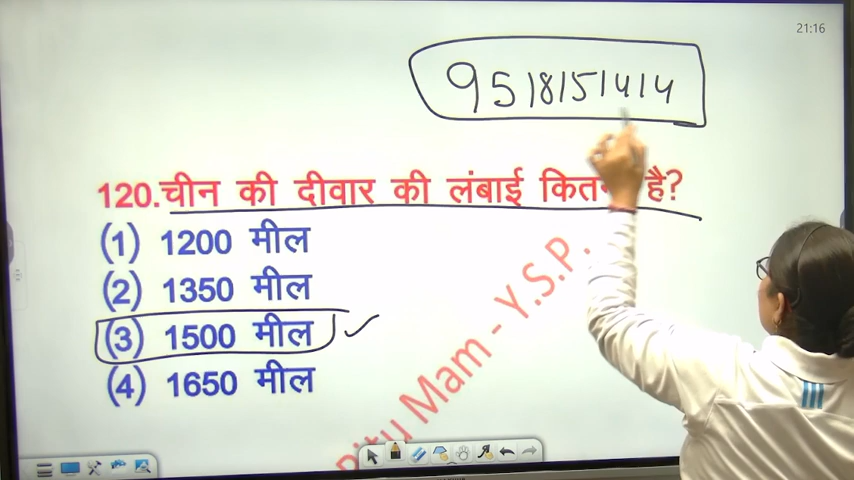 21:16
9518151414
120.चीन की दीवार की लंबाई है?
(1) 1200 मील
(2) 1350 मील
(3) 1500 मील
(4) 1650 मील
Mam - Y.S.P.